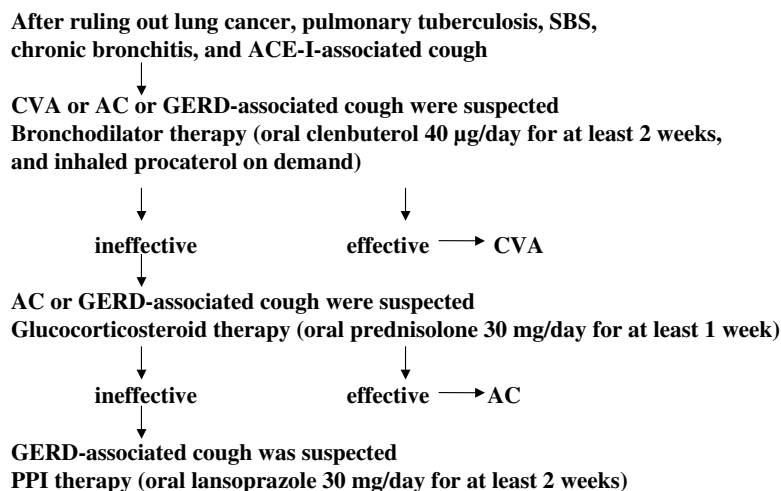 After ruling out lung cancer, pulmonary tuberculosis, SBS,
chronic bronchitis, and ACE-I-associated cough
CVA or AC or GERD-associated cough were suspected
Bronchodilator therapy (oral clenbuterol 40 μg/day for at least 2 weeks,
and inhaled procaterol on demand)
ineffective effective CVA
AC or GERD-associated cough were suspected
Glucocorticosteroid therapy (oral prednisolone 30 mg/day for at least 1 week)
ineffective effective AC
GERD-associated cough was suspected
PPI therapy (oral lansoprazole 30 mg/day for at least 2 weeks)